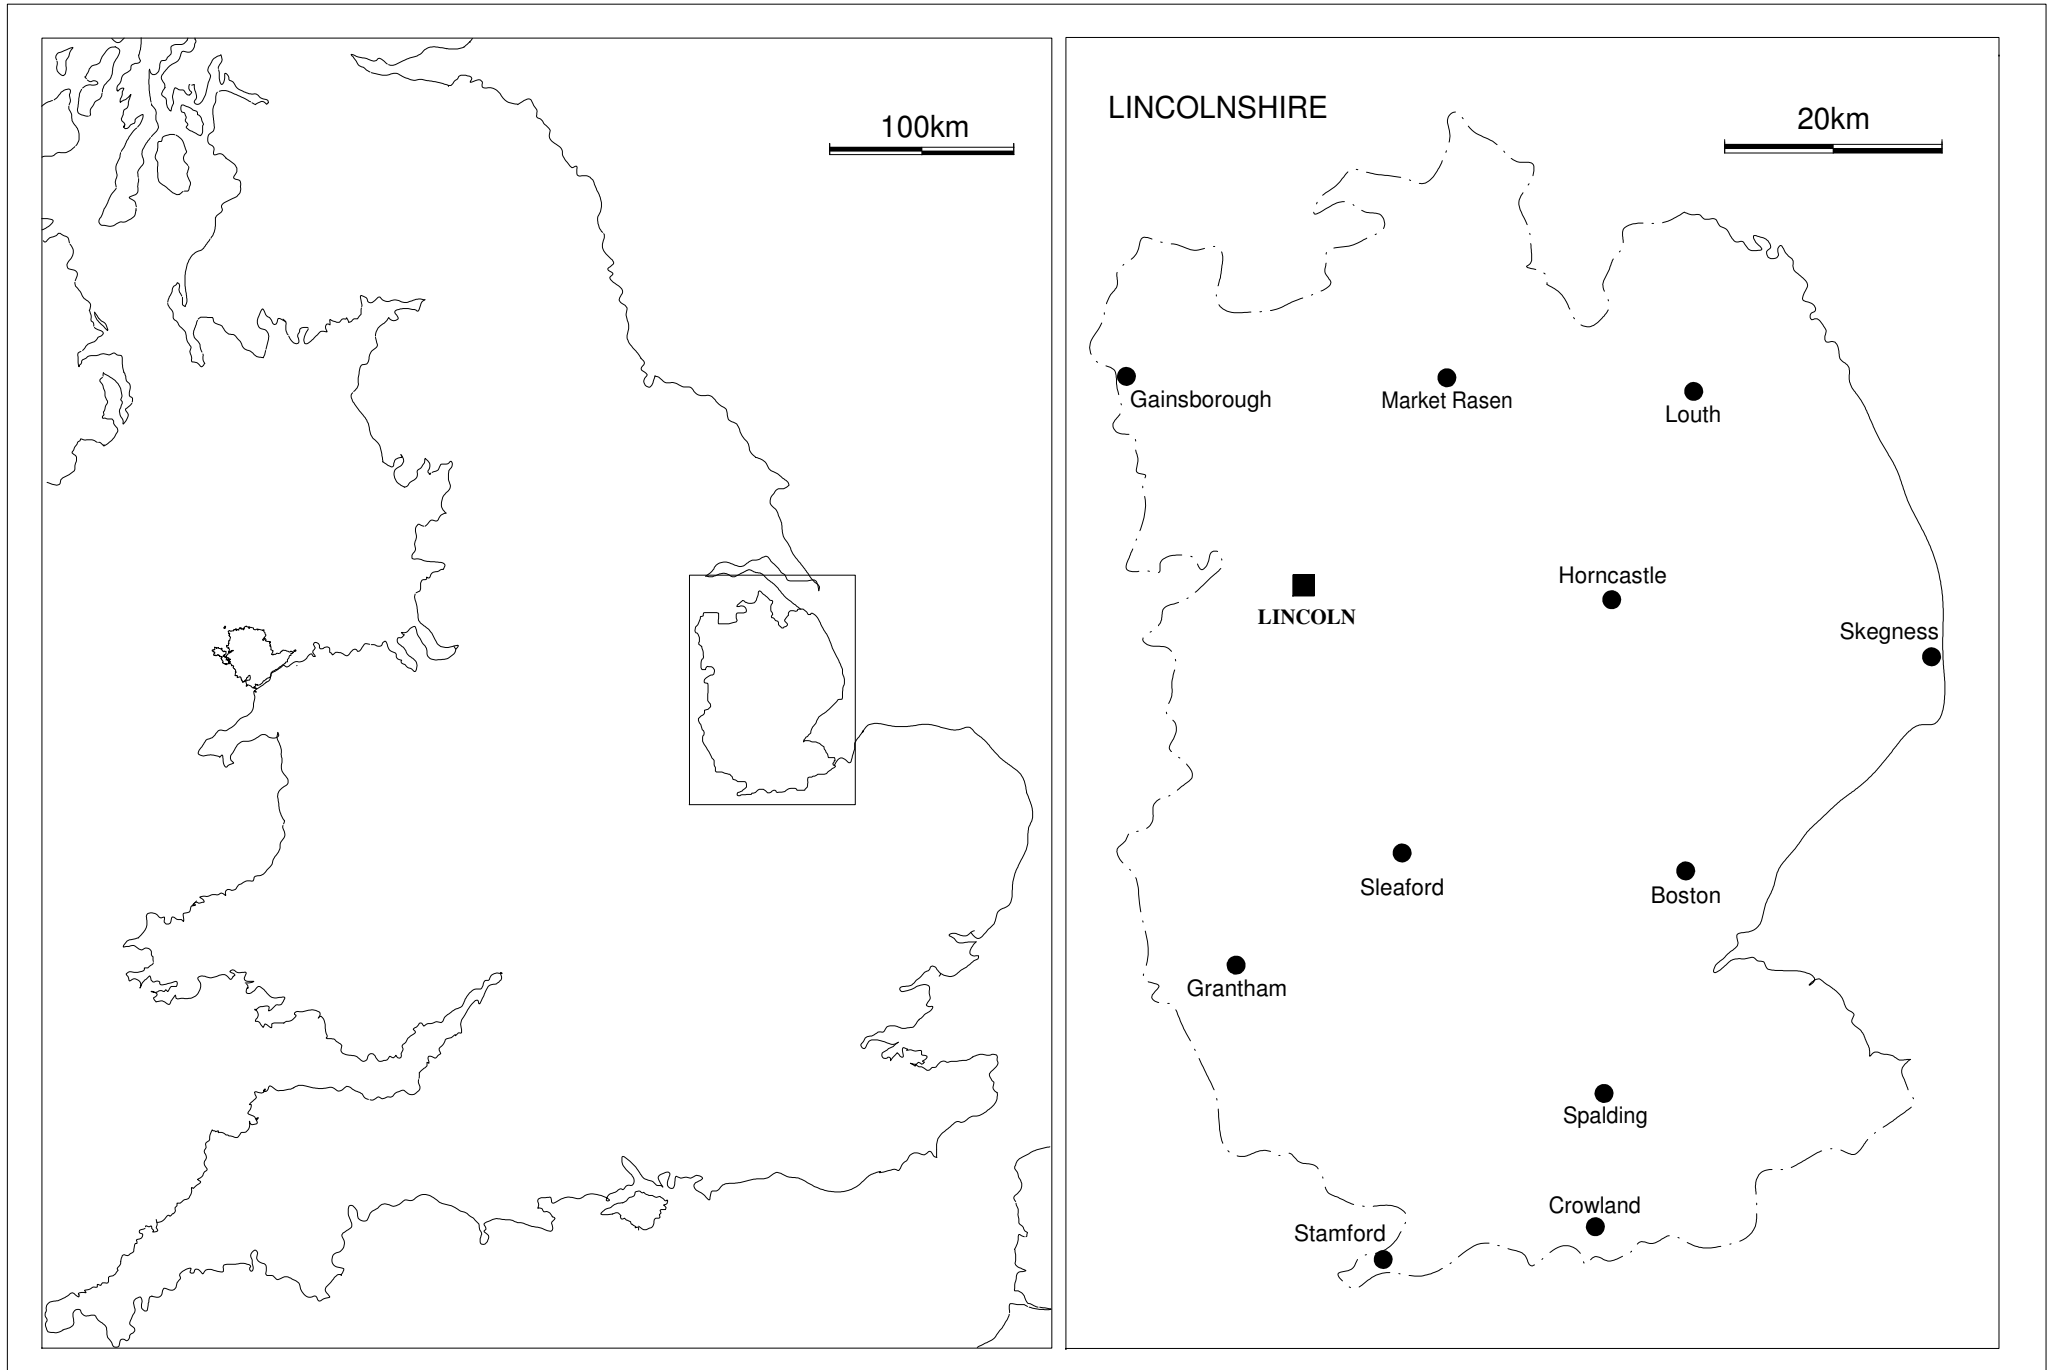 100km
LINCOLNSHIRE
20km
Gainsborough
Market Rasen
Louth
Horncastle
LINCOLN
Skegness
Sleaford
Boston
Grantham
Spalding
Crowland
Stamford